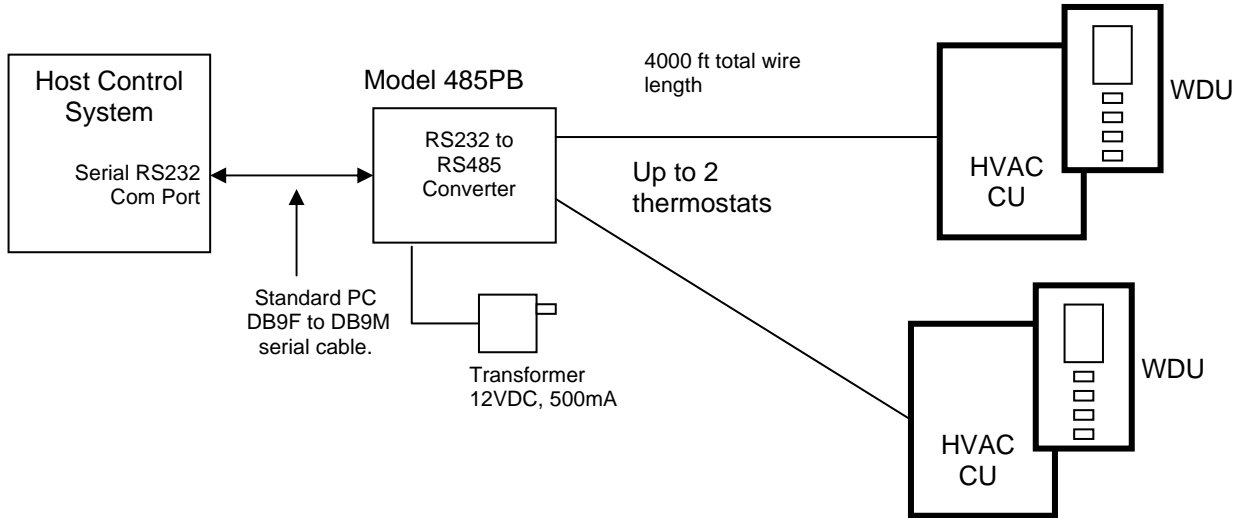 Host Control
System
Serial RS232
Com Port
Model 485PB
RS232 to
RS485
Converter
Standard PC
DB9F to DB9M
serial cable.
Transformer
12VDC, 500mA
4000 ft total wire
length
Up to 2
thermostats
HVAC
CU
WDU
HVAC
CU
WDU